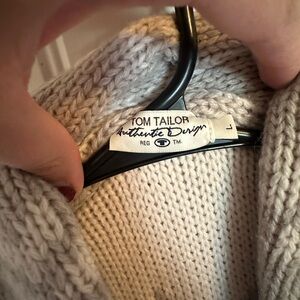 TOM TAILOR
Authentic Design
REG TM
L